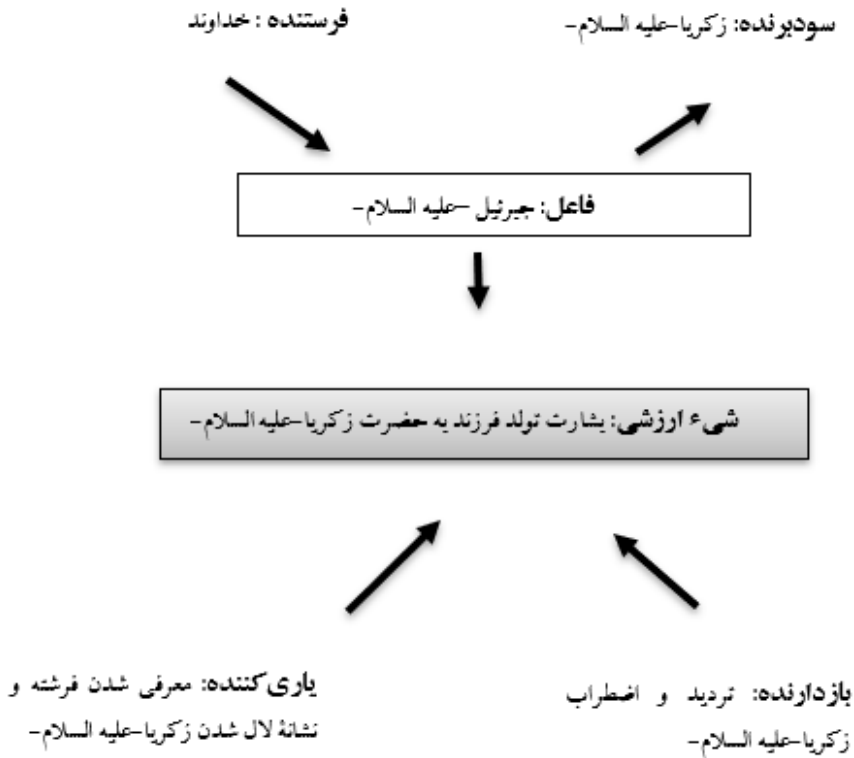 سودبرنده: زکریا-علیه السلام-
فرستنده : خداوند
فاعل: جبرئیل –علیه السلام-
شیء ارزشی: بشارت تولد فرزند به حضرت زکریا-علیه السلام-
بازدارنده: تردید و اضطراب
زکریا-علیه السلام-
یاری‌کننده: معرفی شدن فرشته و
نشانۀ لال شدن زکریا-علیه السلام-